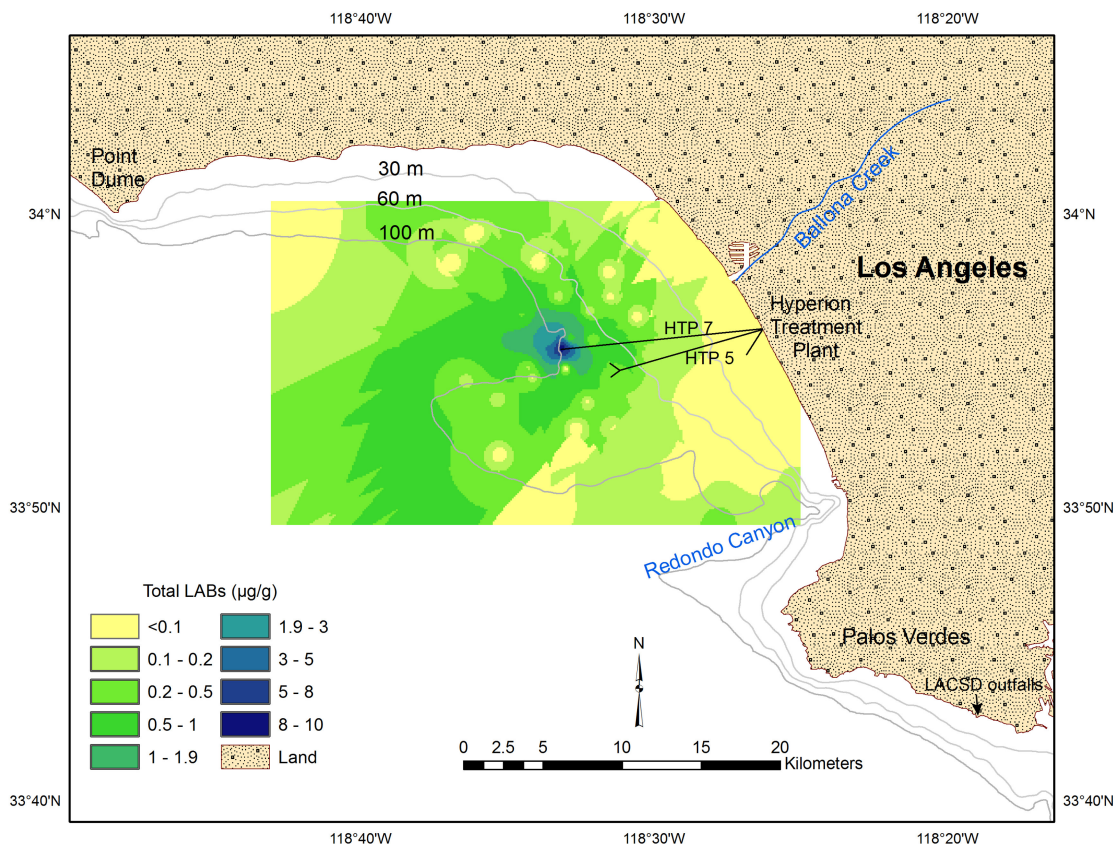 118°40'W
118°30'W
118°20'W
Point
Dume
30 m
60 m
100 m
34°N
34°N
Ballona Creek
Los Angeles
Hyperion
Treatment
Plant
HTP 7
HTP 5
33°50'N
33°50'N
Redondo Canyon
Total LABs (µg/g)
<0.1
0.1 - 0.2
0.2 - 0.5
0.5 - 1
1 - 1.9
1.9 - 3
3 - 5
5 - 8
8 - 10
Land
N
0 2.5 5 10 15 20
Kilometers
Palos Verdes
LACSD outfalls
33°40'N
33°40'N
118°40'W
118°30'W
118°20'W